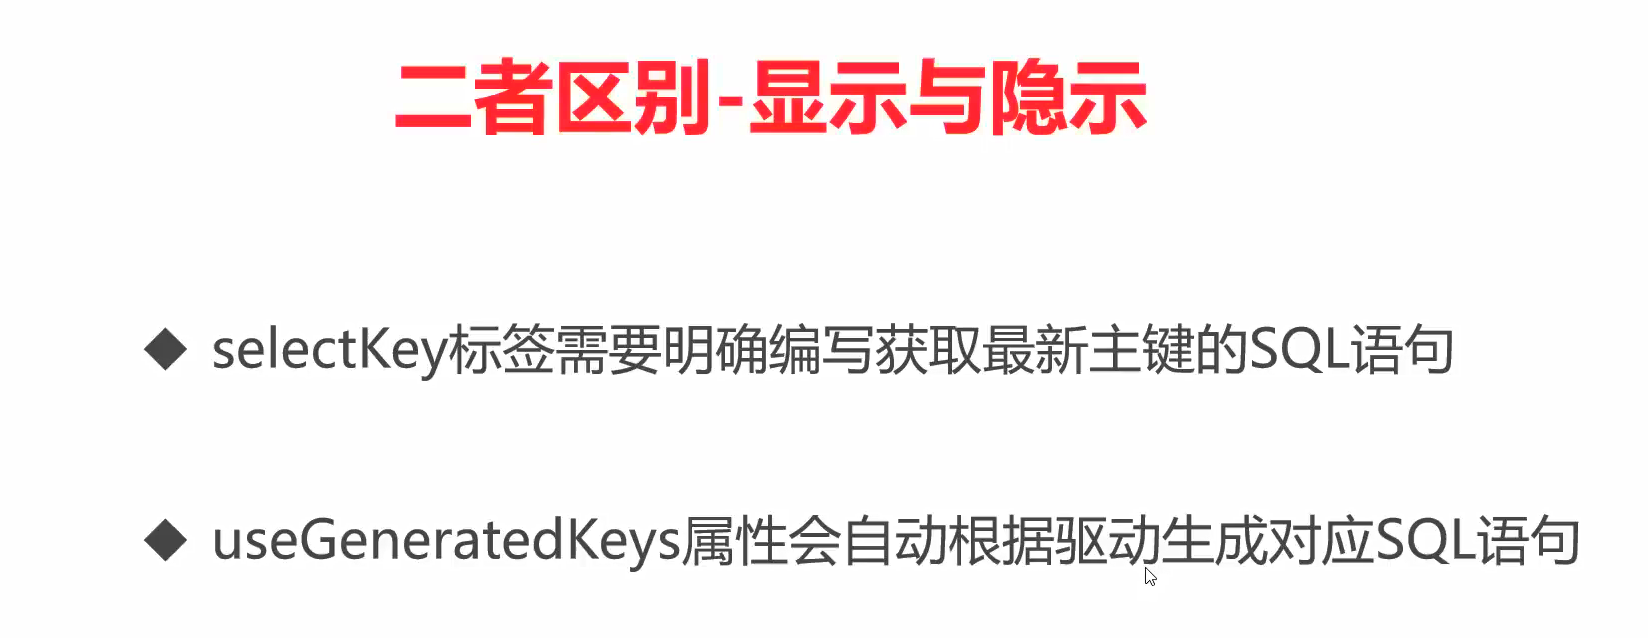 二者区别-显示与隐示
◆ selectKey标签需要明确编写获取最新主键的SQL语句
◆ useGeneratedKeys属性会自动根据驱动生成对应SQL语句